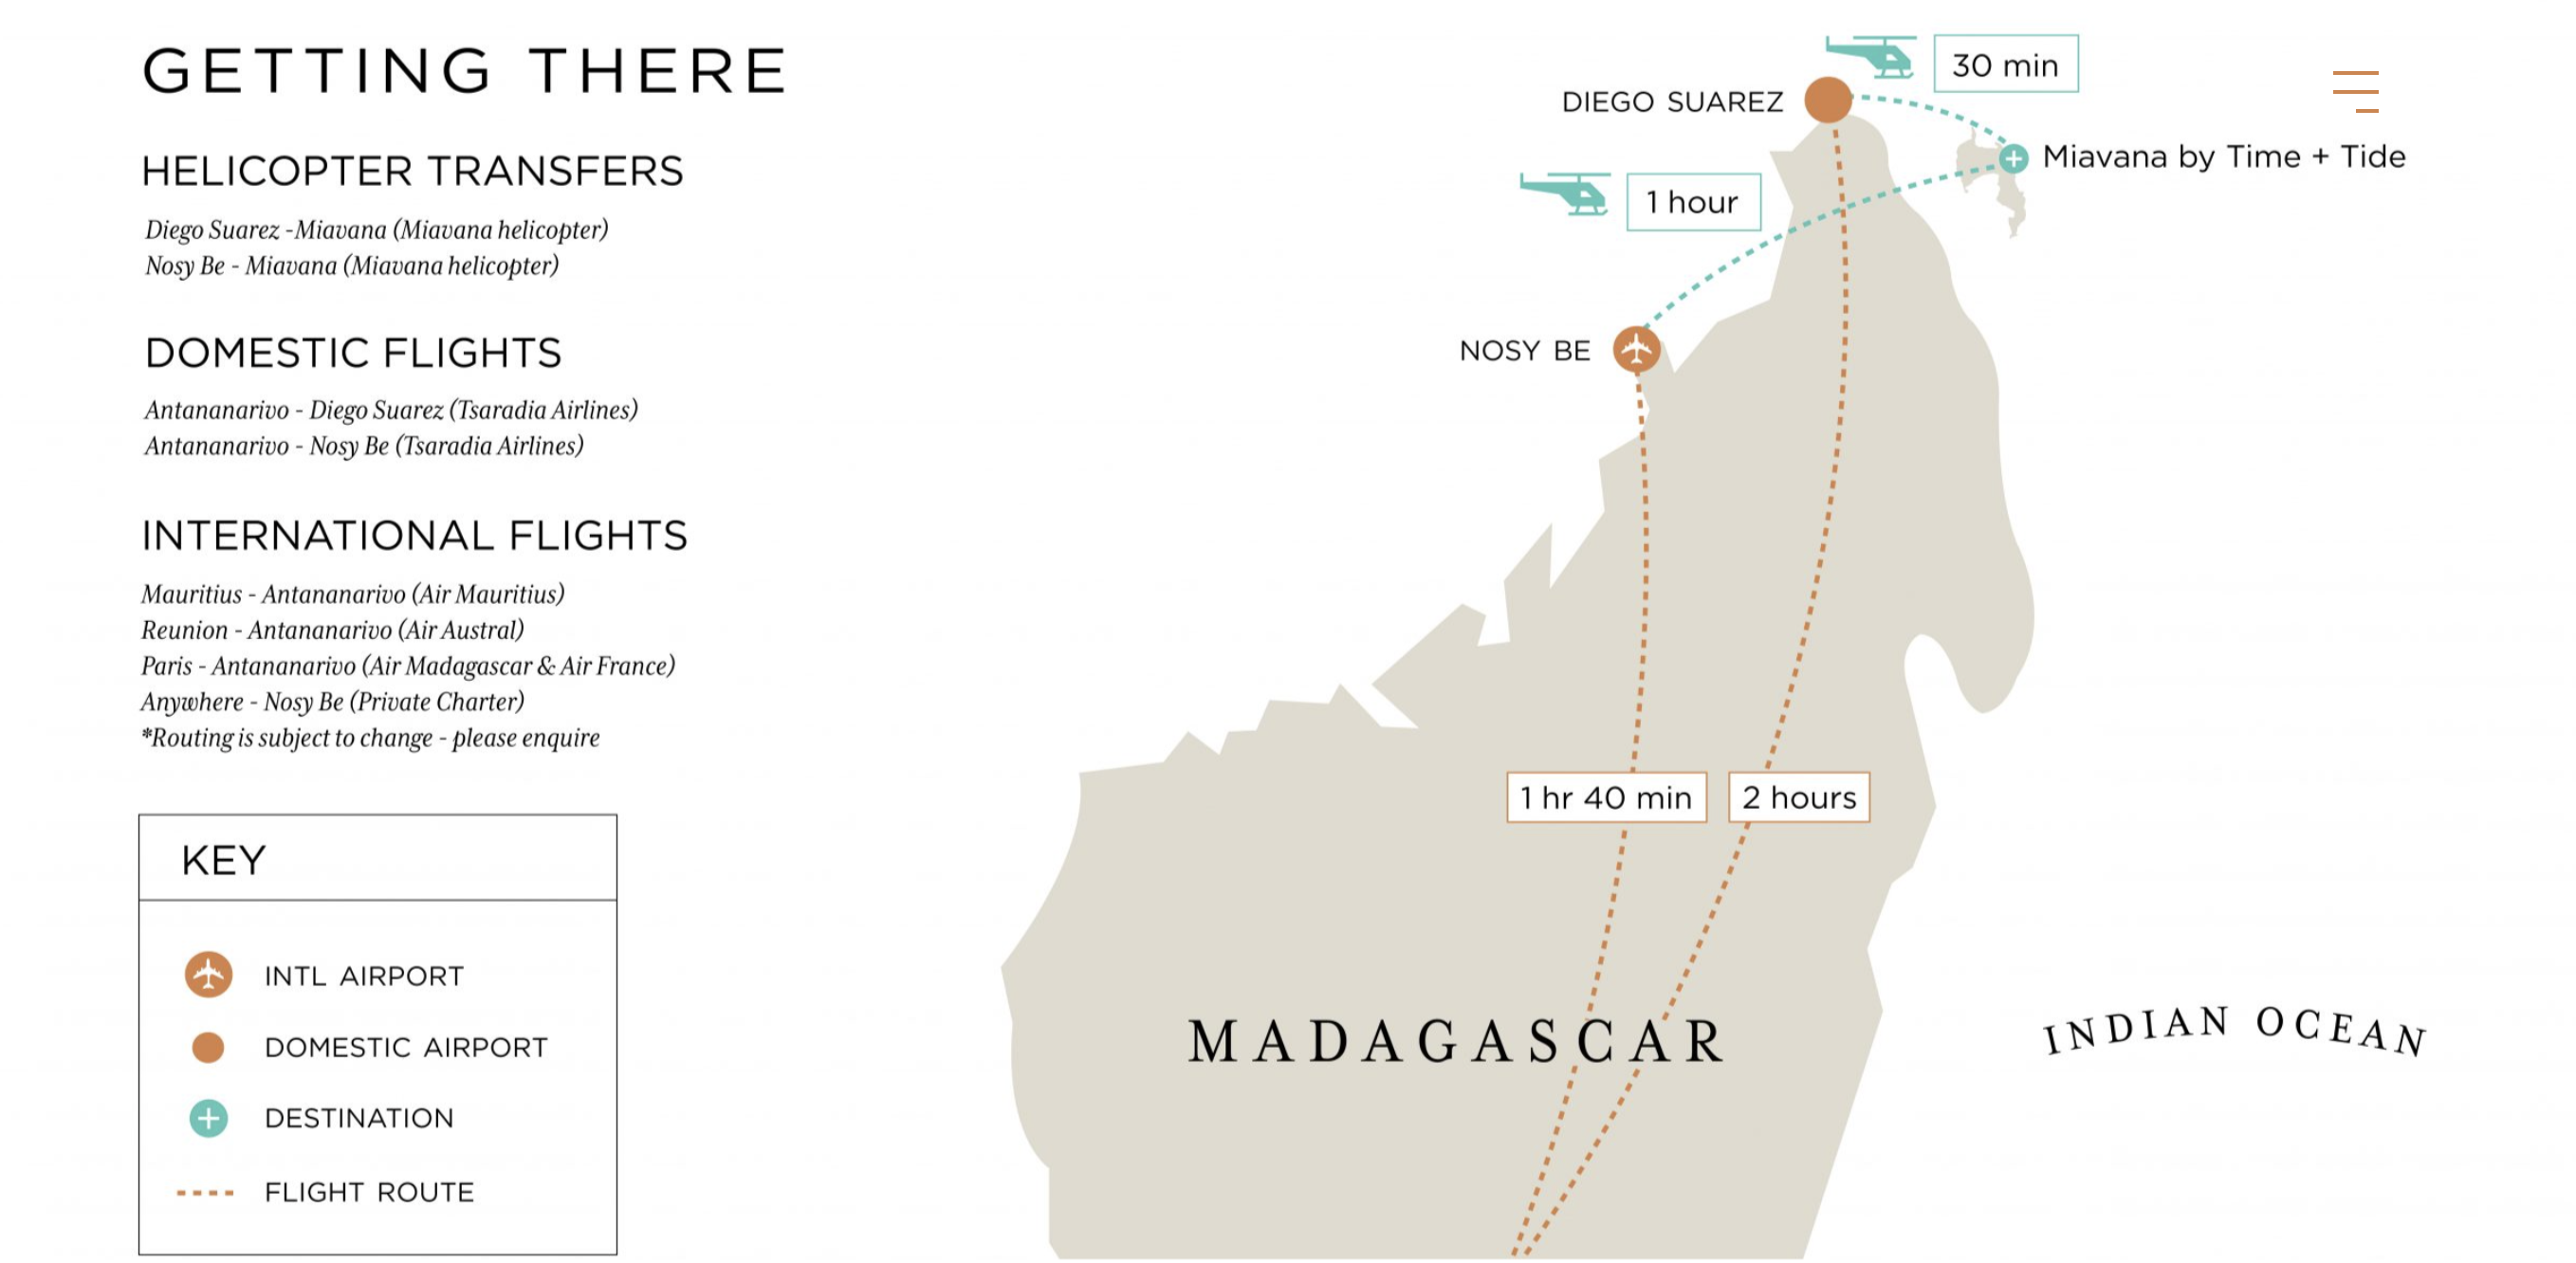 GETTING THERE
HELICOPTER TRANSFERS
Diego Suarez -Miavana (Miavana helicopter)
Nosy Be - Miavana (Miavana helicopter)
DOMESTIC FLIGHTS
Antananarivo - Diego Suarez (Tsaradia Airlines)
Antananarivo - Nosy Be (Tsaradia Airlines)
INTERNATIONAL FLIGHTS
Mauritius - Antananarivo (Air Mauritius)
Reunion - Antananarivo (Air Austral)
Paris - Antananarivo (Air Madagascar & Air France)
Anywhere - Nosy Be (Private Charter)
*Routing is subject to change - please enquire
KEY
INTL AIRPORT
DOMESTIC AIRPORT
DESTINATION
FLIGHT ROUTE
30 min
DIEGO SUAREZ
Miavana by Time + Tide
1 hour
NOSY BE
1 hr 40 min
2 hours
MADAGASCAR
INDIAN OCEAN